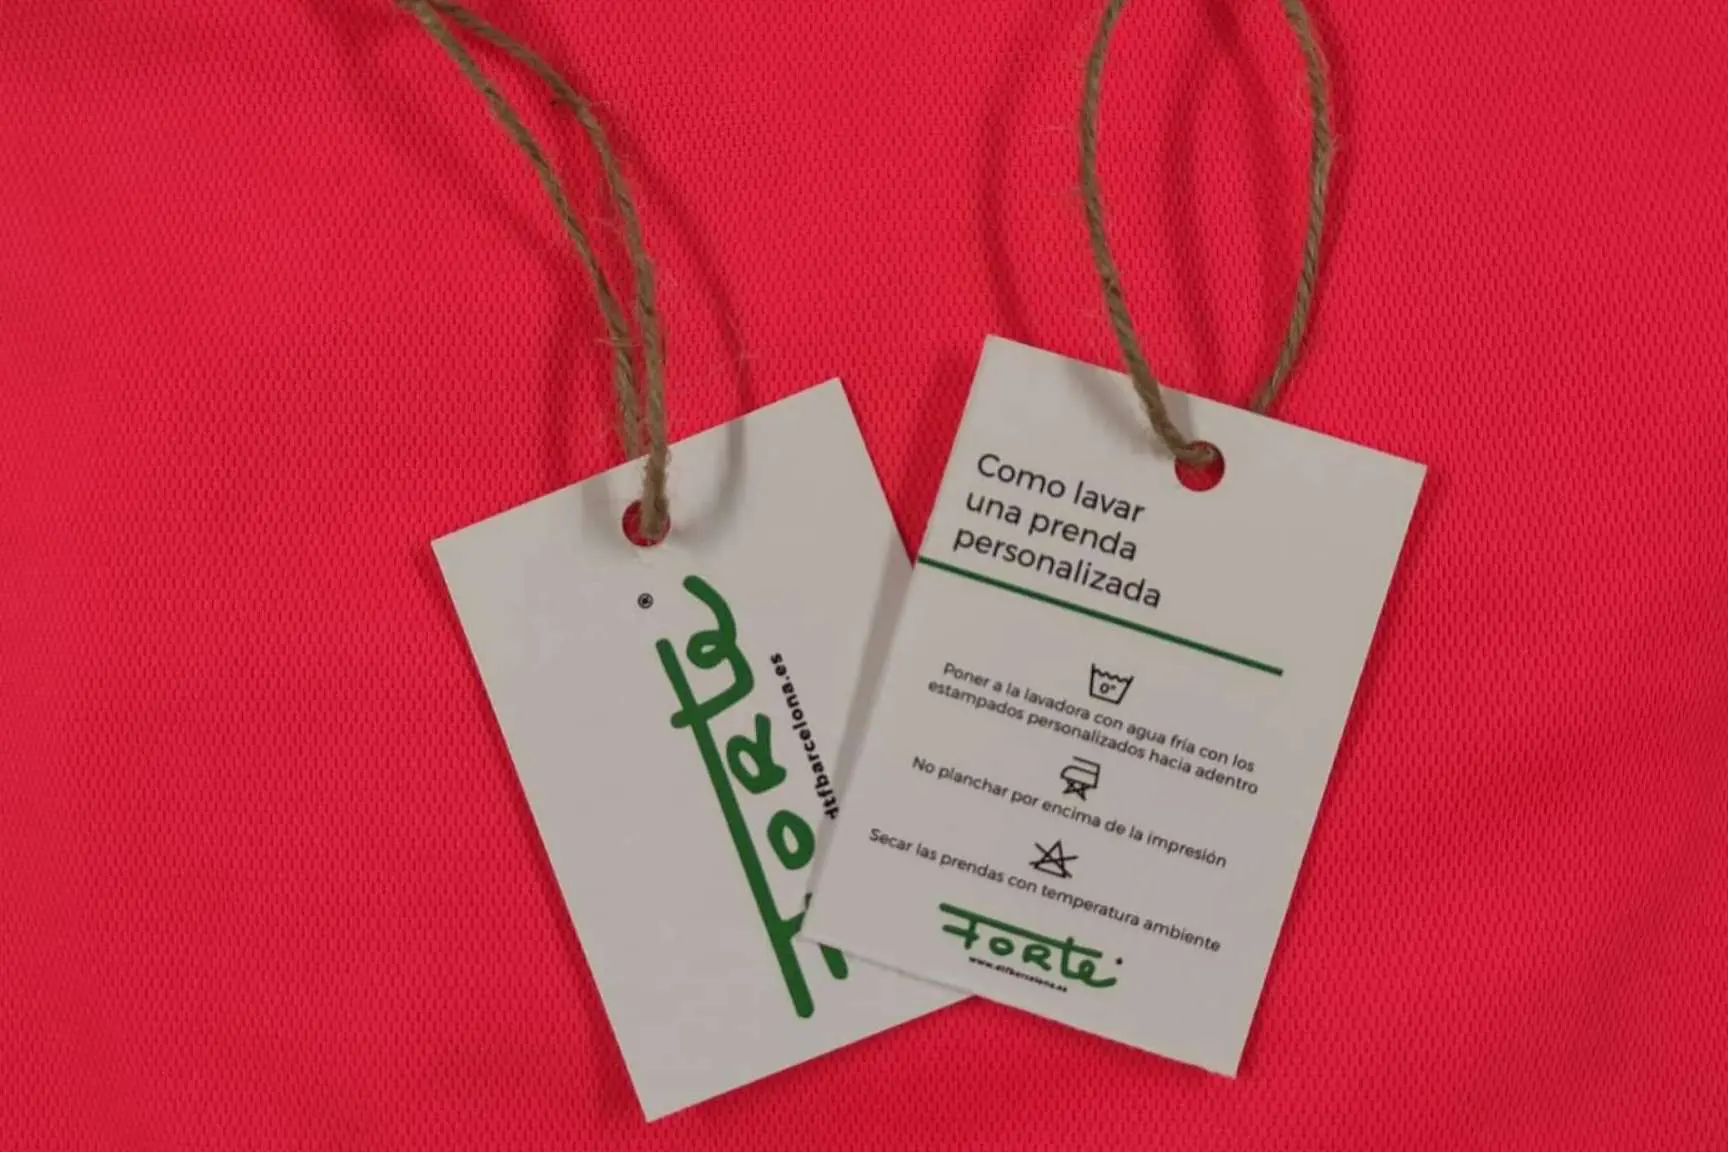 ®
FORTE
dtfbarcelona.es
Como lavar
una prenda
personalizada
0°
Poner a la lavadora con agua fría con los
estampados personalizados hacia adentro
No planchar por encima de la impresión
Secar las prendas con temperatura ambiente
FORTE
www.dtfbarcelona.es